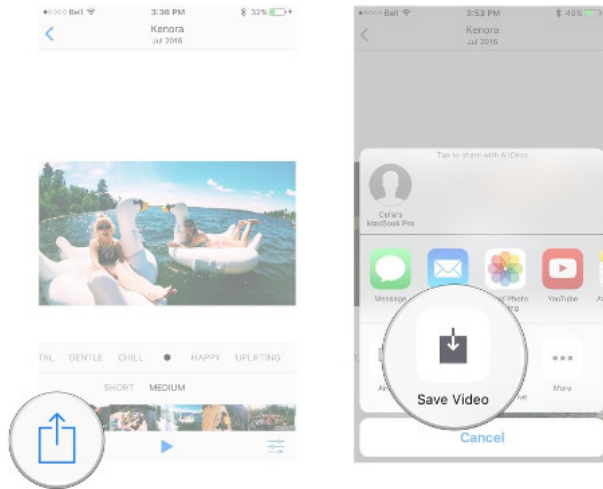 Bell 3:36 PM 32%
Kenora
Jul 2016
GENTLE CHILL HAPPY UPLIFTING
SHORT MEDIUM
Bell 3:53 PM 49%
Kenora
Jul 2016
Tap to share with AirDrop
Celia's
MacBook Pro
Message YouTube
Save Video
More
Cancel